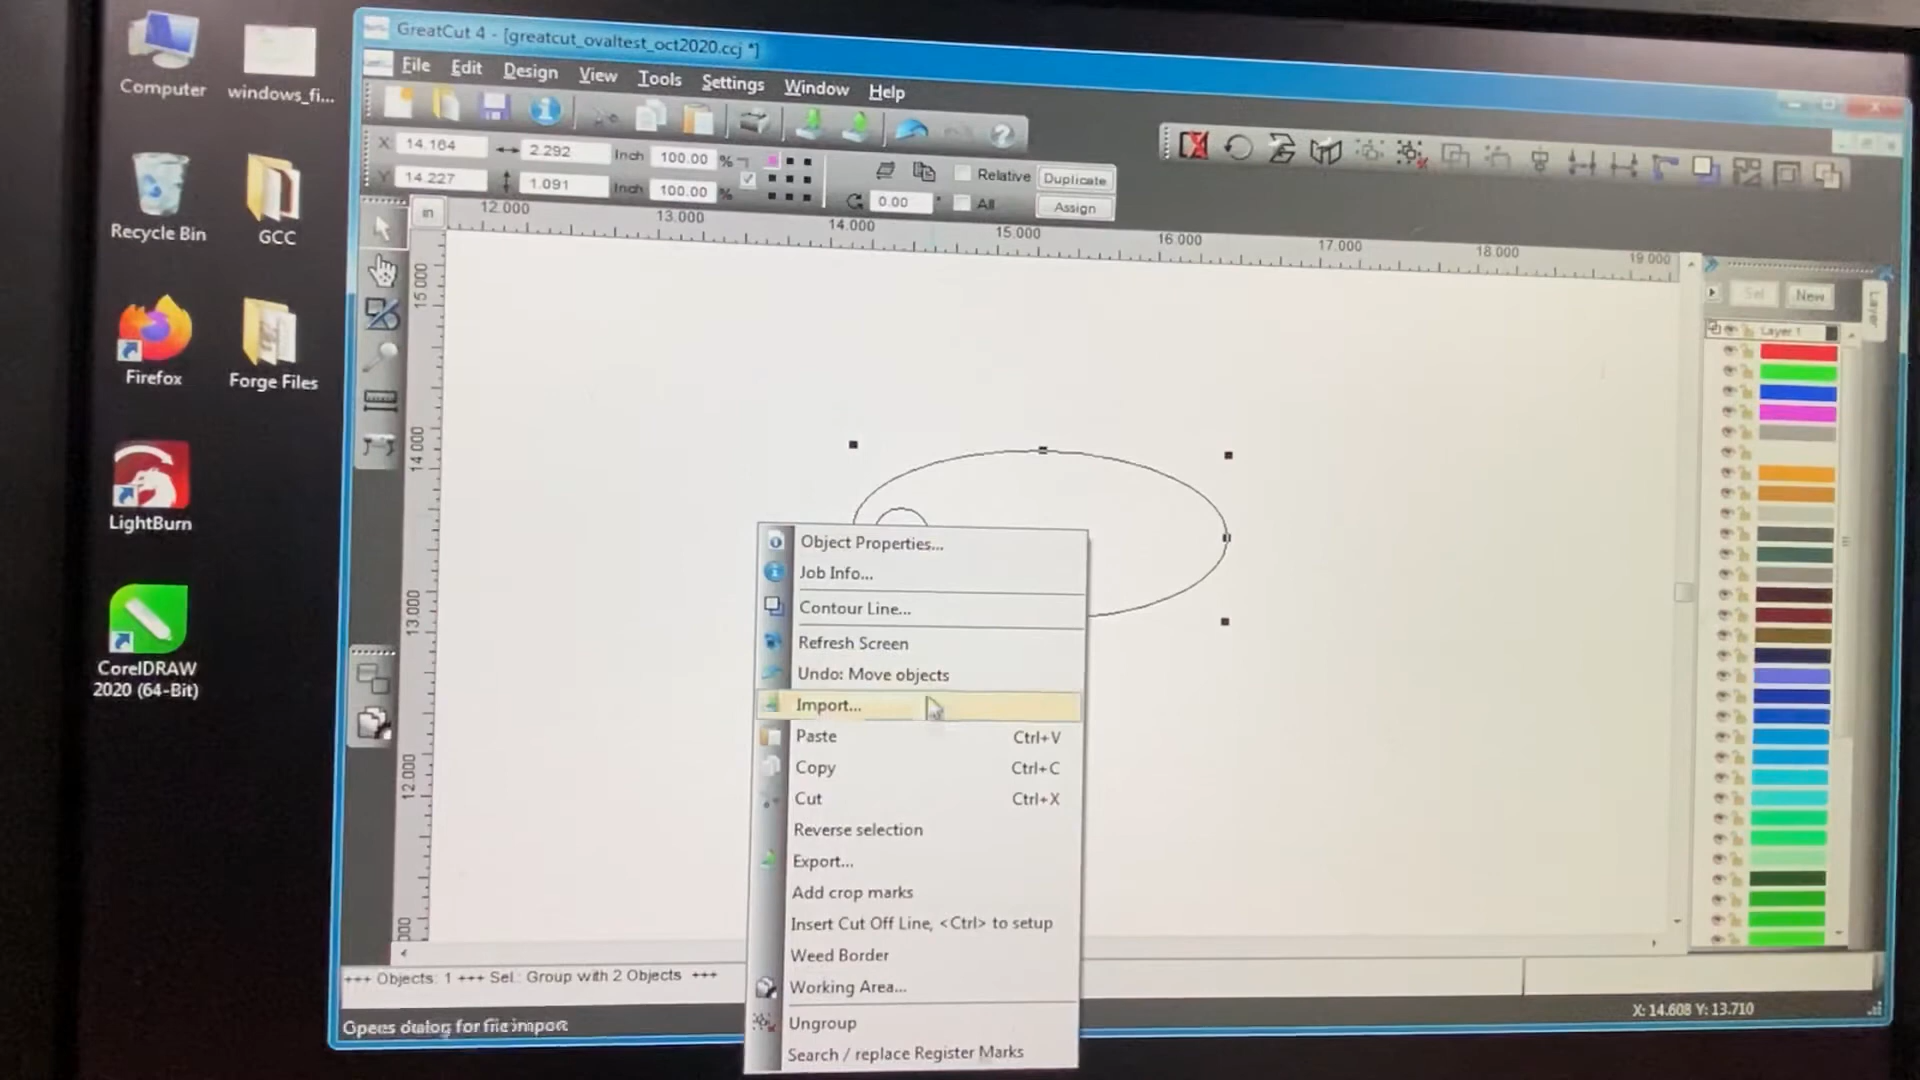 GreatCut 4 - [greatcut_ovaltest_oct2020.ccj *]
File Edit Design View Tools Settings Window Help
X: 14.164 2.292 Inch 100.00 %
Y: 14.227 1.091 Inch 100.00 %
0.00 °
Relative
All
Duplicate
Assign
in
12.000 13.000 14.000 15.000 16.000 17.000 18.000 19.000
15.000
14.000
13.000
12.000
Sel New
Layer
Layer 1
Computer
windows_fi...
Recycle Bin
GCC
Firefox
Forge Files
LightBurn
CorelDRAW
2020 (64-Bit)
Object Properties...
Job Info...
Contour Line...
Refresh Screen
Undo: Move objects
Import...
Paste Ctrl+V
Copy Ctrl+C
Cut Ctrl+X
Reverse selection
Export...
Add crop marks
Insert Cut Off Line, <Ctrl> to setup
Weed Border
Working Area...
Ungroup
Search / replace Register Marks
+++ Objects: 1 +++ Sel.: Group with 2 Objects +++
Opens dialog for file import
X: 14.608 Y: 13.710